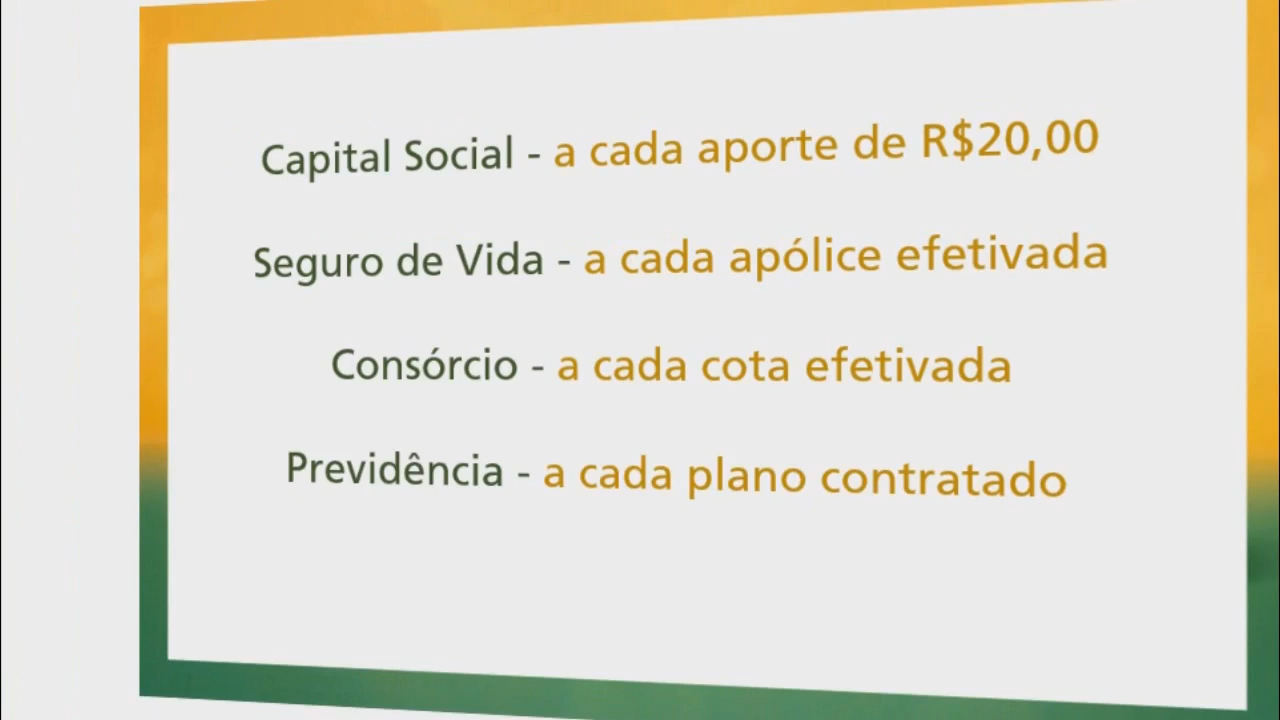 Capital Social - a cada aporte de R$20,00
Seguro de Vida - a cada apólice efetivada
Consórcio - a cada cota efetivada
Previdência - a cada plano contratado